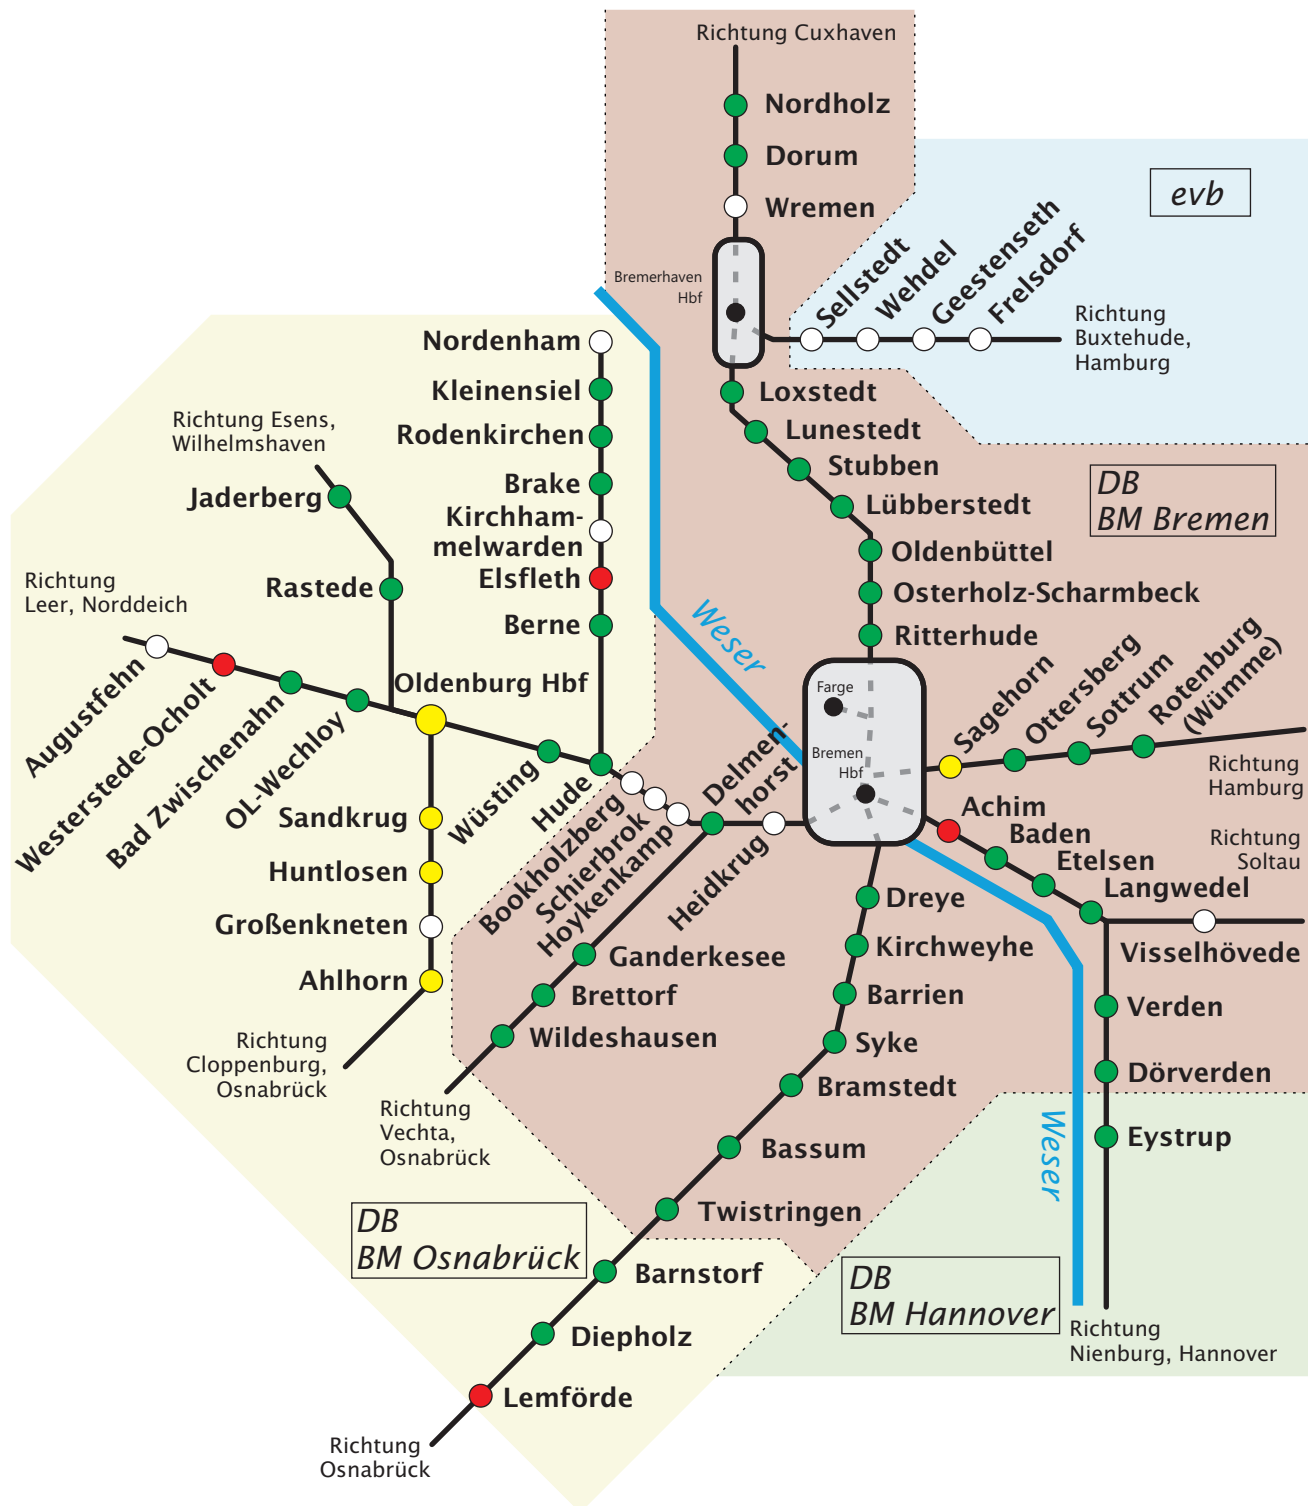 Richtung Cuxhaven
Nordholz
Dorum
Wremen
evb
Bremerhaven
Hbf
Sellstedt
Wehdel
Geestenseth
Frelsdorf
Richtung
Buxtehude,
Hamburg
Nordenham
Kleinensiel
Rodenkirchen
Brake
Kirchham-
melwarden
Elsfleth
Berne
Loxstedt
Lunestedt
Stubben
Lübberstedt
Oldenbüttel
Osterholz-Scharmbeck
Ritterhude
DB
BM Bremen
Richtung Esens,
Wilhelmshaven
Jaderberg
Rastede
Richtung
Leer, Norddeich
Augustfehn
Westerstede-Ocholt
Bad Zwischenahn
OL-Wechloy
Oldenburg Hbf
Wüsting
Hude
Bookholzberg
Schierbrok
Hoykenkamp
Delmen-
horst
Heidkrug
Weser
Farge
Bremen
Hbf
Sagehorn
Ottersberg
Sottrum
Rotenburg
(Wümme)
Richtung
Hamburg
Achim
Baden
Etelsen
Langwedel
Richtung
Soltau
Visselhövede
Verden
Dörverden
Eystrup
Weser
Sandkrug
Huntlosen
Großenkneten
Ahlhorn
Richtung
Cloppenburg,
Osnabrück
Ganderkesee
Brettorf
Wildeshausen
Richtung
Vechta,
Osnabrück
Dreye
Kirchweyhe
Barrien
Syke
Bramstedt
Bassum
Twistringen
Barnstorf
Diepholz
Lemförde
Richtung
Osnabrück
DB
BM Osnabrück
DB
BM Hannover
Richtung
Nienburg, Hannover